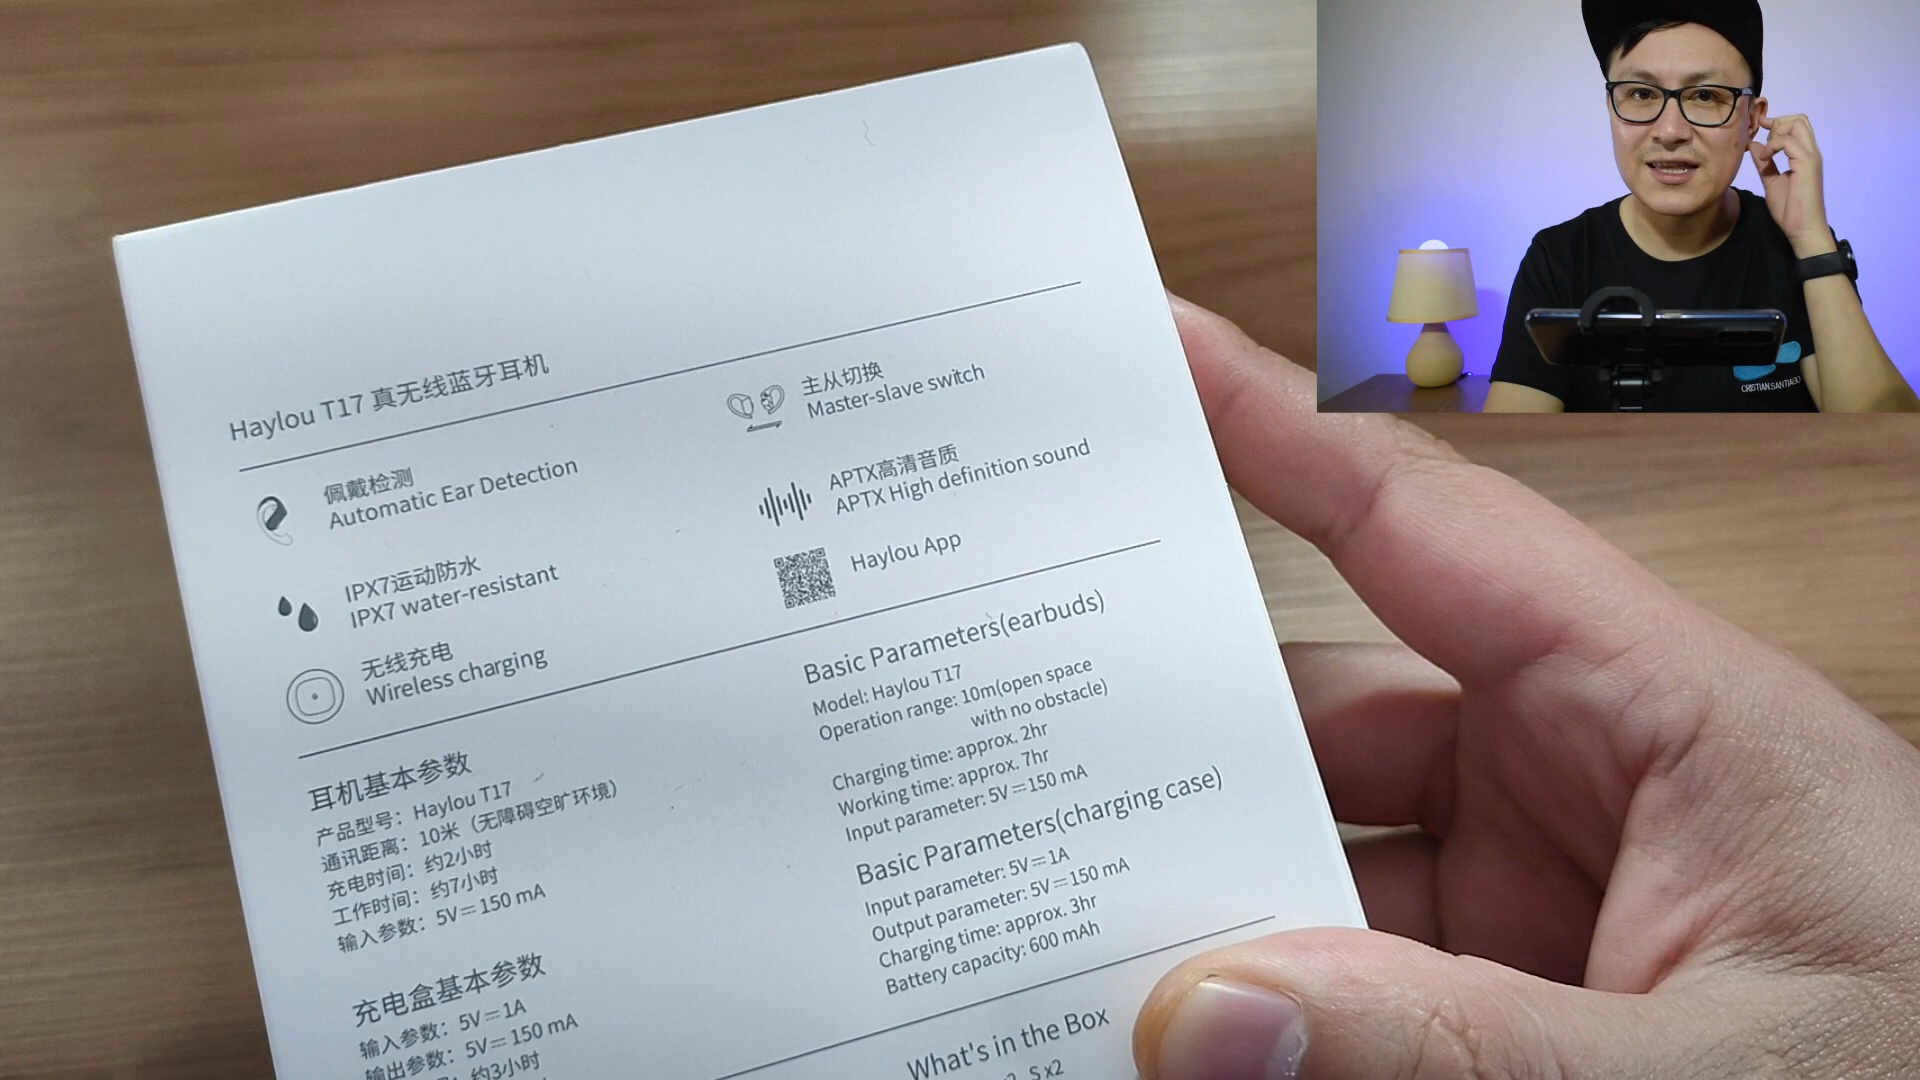 Haylou T17 真无线蓝牙耳机
佩戴检测
Automatic Ear Detection
IPX7运动防水
IPX7 water-resistant
无线充电
Wireless charging
主从切换
Master-slave switch
APTX高清音质
APTX High definition sound
Haylou App
耳机基本参数
产品型号：Haylou T17
通讯距离：10米（无障碍空旷环境）
充电时间：约2小时
工作时间：约7小时
输入参数：5V⎓150 mA
充电盒基本参数
输入参数：5V⎓1A
输出参数：5V⎓150 mA
约3小时
Basic Parameters(earbuds)
Model: Haylou T17
Operation range: 10m(open space
with no obstacle)
Charging time: approx. 2hr
Working time: approx. 7hr
Input parameter: 5V⎓150 mA
Basic Parameters(charging case)
Input parameter: 5V⎓1A
Output parameter: 5V⎓150 mA
Charging time: approx. 3hr
Battery capacity: 600 mAh
What's in the Box
S x2
CRISTIAN.SANTIAGO